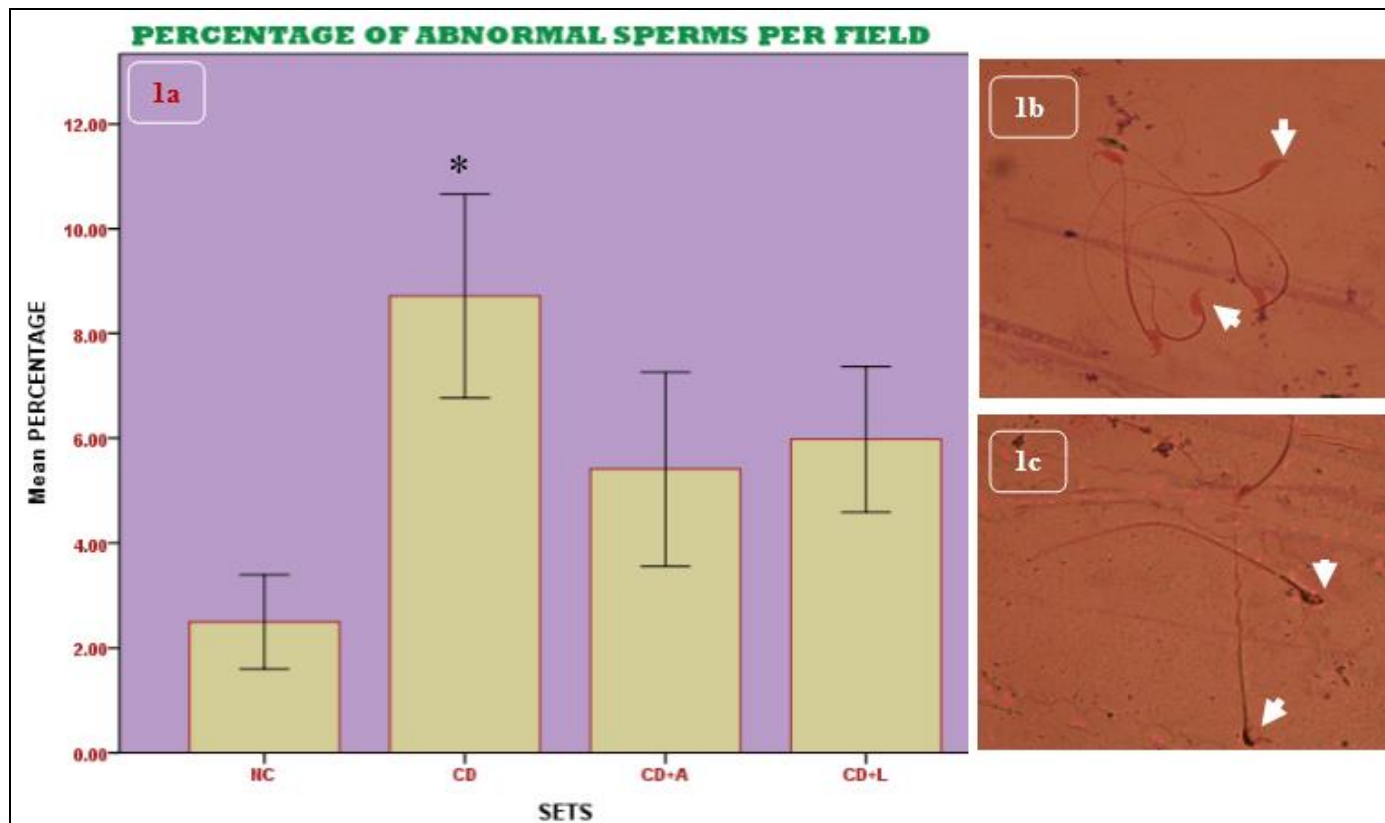 PERCENTAGE OF ABNORMAL SPERMS PER FIELD
1a
12.00
*
10.00
8.00
6.00
4.00
2.00
0.00
Mean PERCENTAGE
NC CD CD+A CD+L
SETS
1b
1c